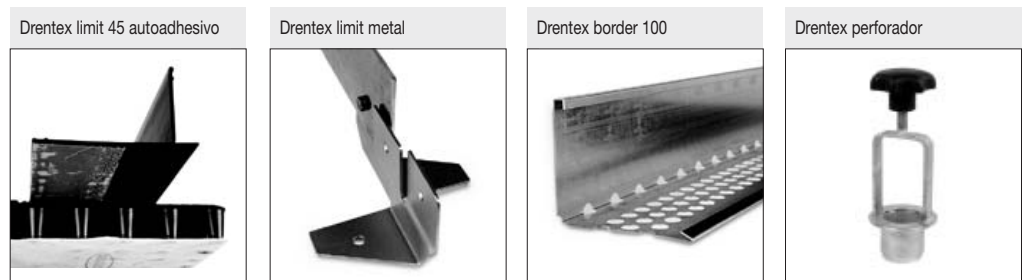 Drentex limit 45 autoadhesivo
Drentex limit metal
Drentex border 100
Drentex perforador